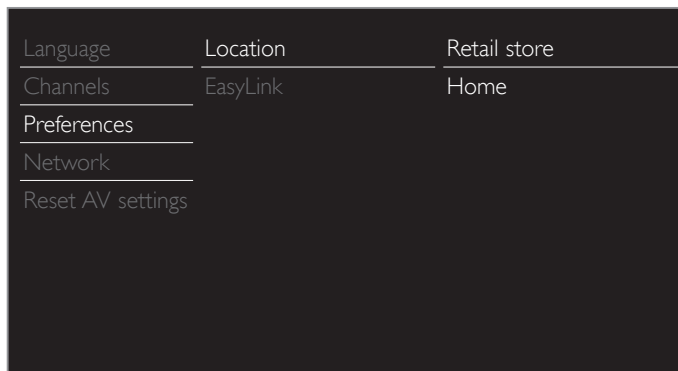 Language
Channels
Preferences
Network
Reset AV settings
Location
EasyLink
Retail store
Home